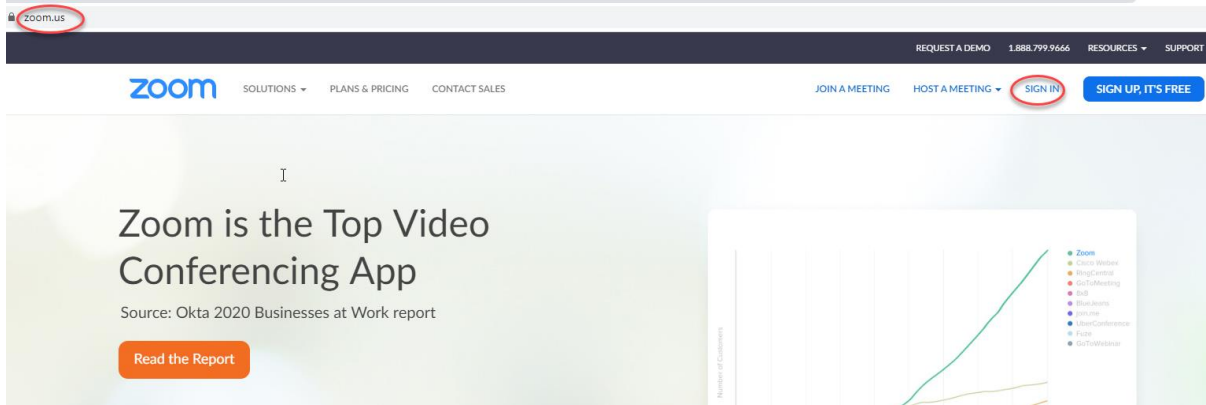 zoom.us
REQUEST A DEMO 1.888.799.9666 RESOURCES SUPPORT
zoom SOLUTIONS PLANS & PRICING CONTACT SALES JOIN A MEETING HOST A MEETING SIGN IN SIGN UP, IT'S FREE
Zoom is the Top Video
Conferencing App
Source: Okta 2020 Businesses at Work report
Read the Report
Number of Customers
Zoom
Cisco Webex
RingCentral
GoToMeeting
8x8
BlueJeans
join.me
UberConference
Fuze
GoToWebinar